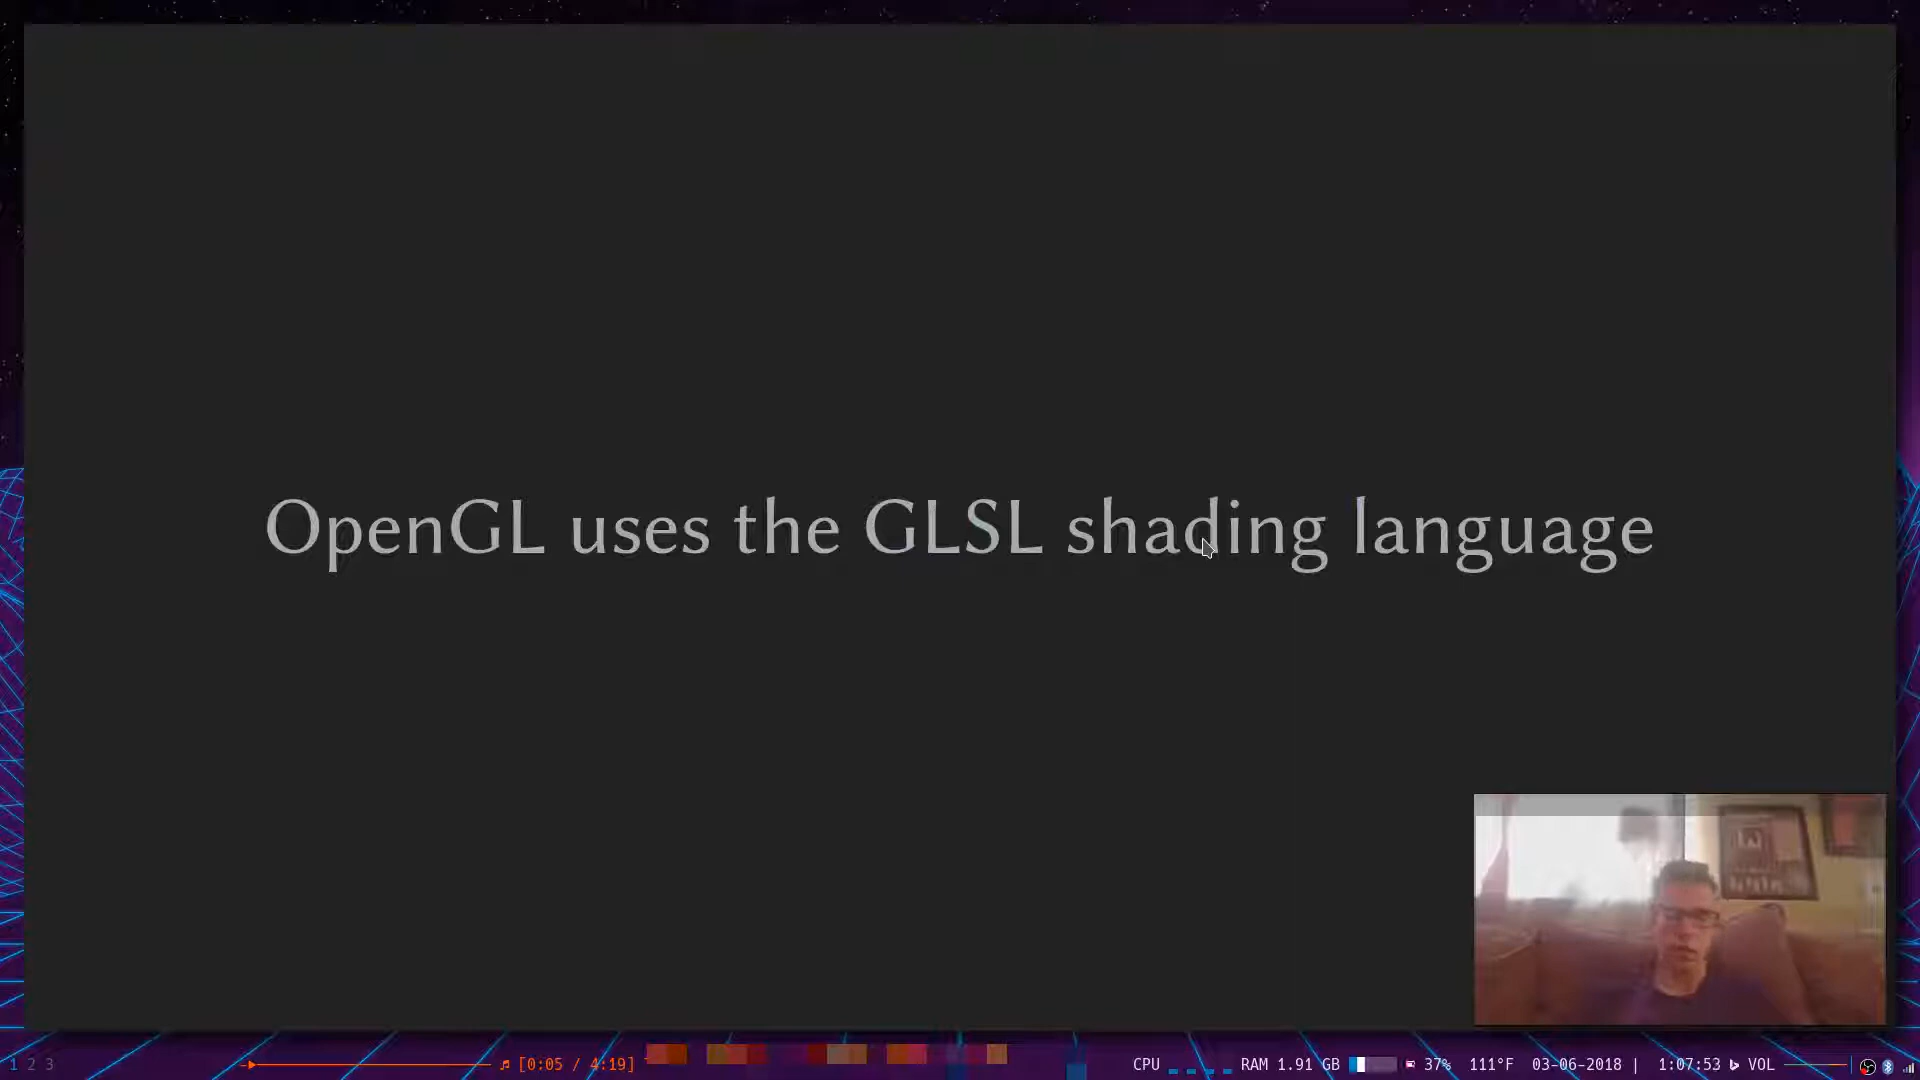 OpenGL uses the GLSL shading language
1 2 3 [0:05 / 4:19] CPU RAM 1.91 GB 37% 111°F 03-06-2018 | 1:07:53 VOL